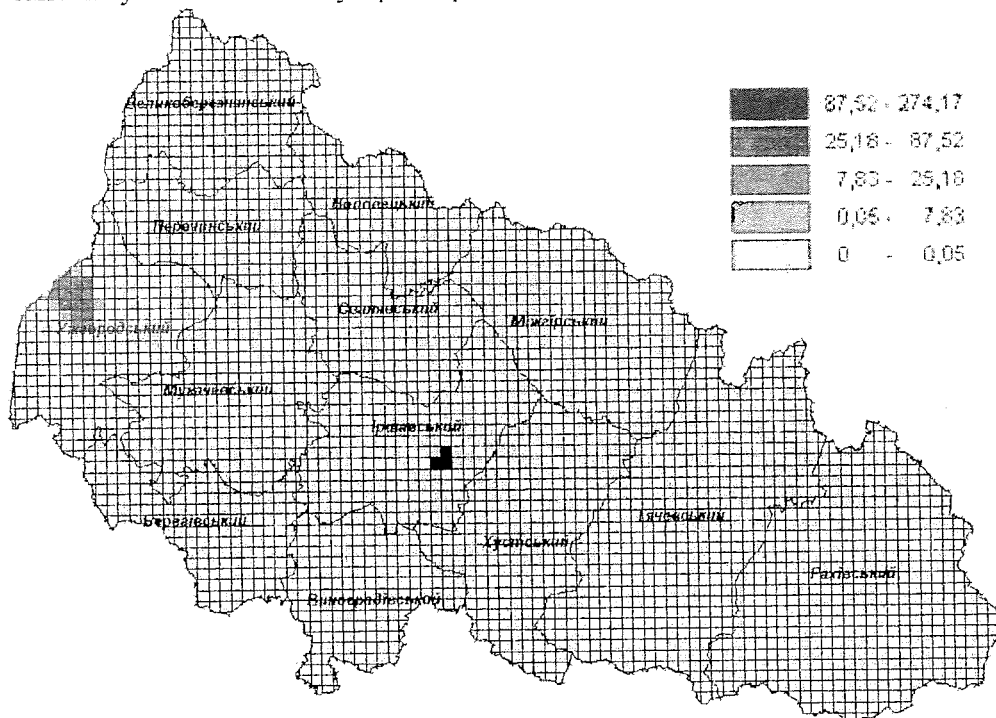 Великоберезнянський
87,52 - 274,17
25,18 - 87,52
7,83 - 25,18
0,05 - 7,83
0 - 0,05
Воловецький
Перечинський
Свалявський
Міжгірський
Ужгородський
Мукачівський
Іршавський
Берегівський
Тячевський
Хустський
Рахівський
Виноградівський